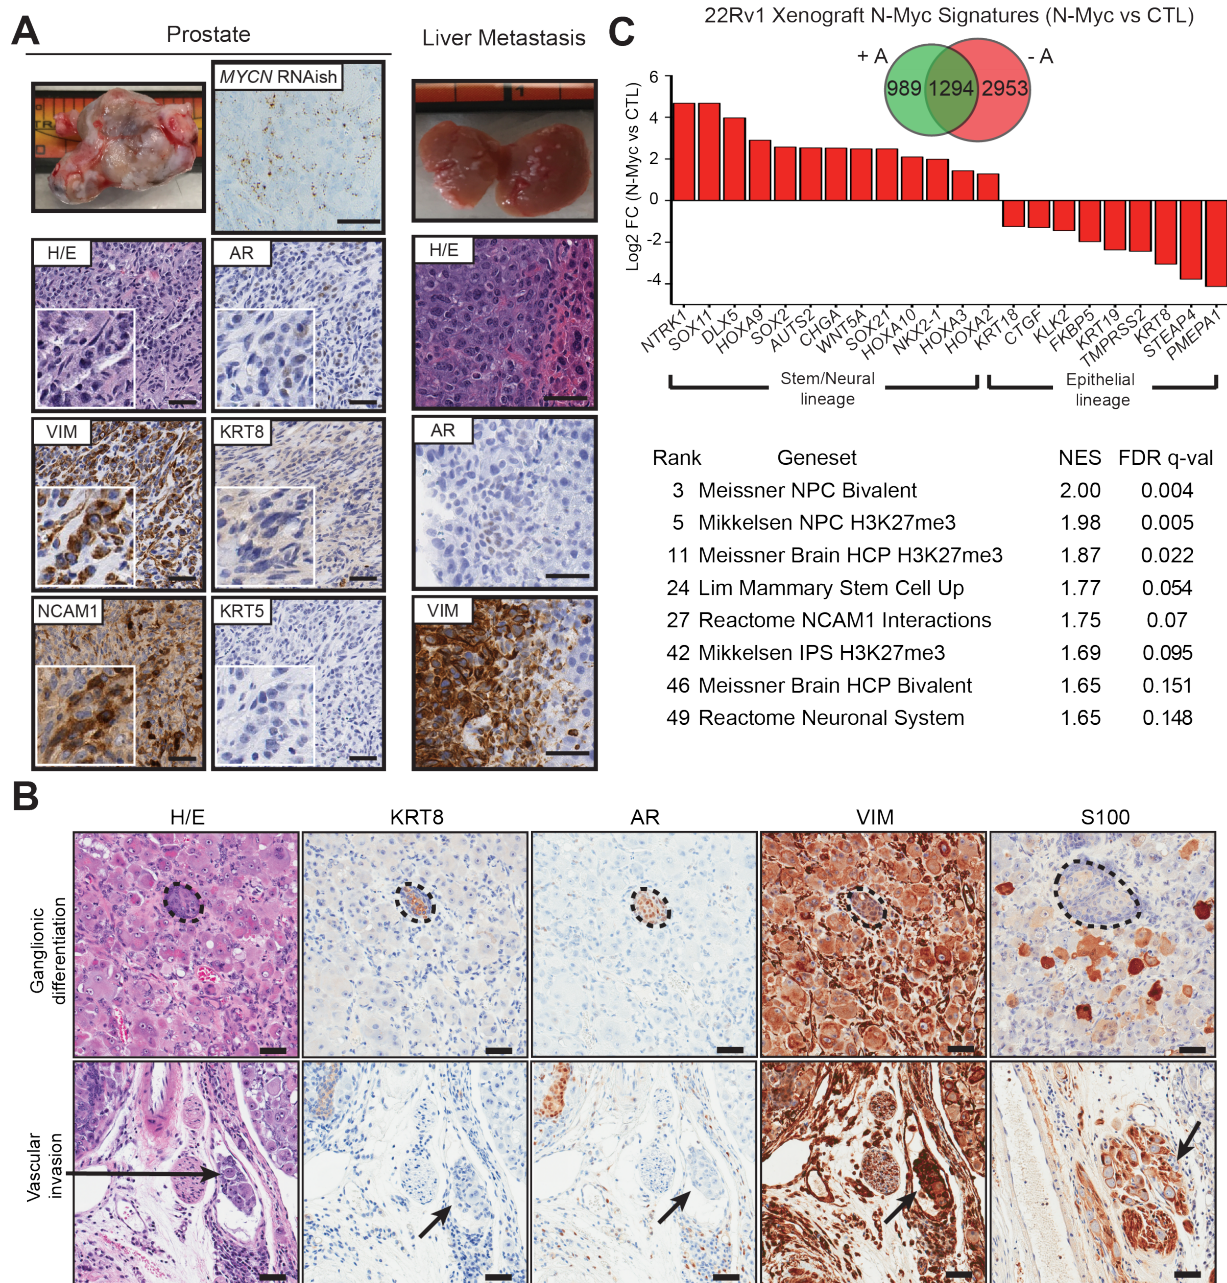 A
Prostate
Liver Metastasis
MYCN RNAish
H/E
AR
H/E
VIM
KRT8
AR
NCAM1
KRT5
VIM
C
22Rv1 Xenograft N-Myc Signatures (N-Myc vs CTL)
+ A
- A
989
1294
2953
Log2 FC (N-Myc vs CTL)
6
4
2
0
-2
-4
NTRK1
SOX11
DLX5
HOXA9
SOX2
AUTS2
CHGA
WNT5A
SOX21
HOXA10
NKX2-1
HOXA3
HOXA2
KRT18
CTGF
KLK2
FKBP5
KRT19
TMPRSS2
KRT8
STEAP4
PMEPA1
Stem/Neural
lineage
Epithelial
lineage
Rank Geneset NES FDR q-val
3 Meissner NPC Bivalent 2.00 0.004
5 Mikkelsen NPC H3K27me3 1.98 0.005
11 Meissner Brain HCP H3K27me3 1.87 0.022
24 Lim Mammary Stem Cell Up 1.77 0.054
27 Reactome NCAM1 Interactions 1.75 0.07
42 Mikkelsen IPS H3K27me3 1.69 0.095
46 Meissner Brain HCP Bivalent 1.65 0.151
49 Reactome Neuronal System 1.65 0.148
B
H/E
KRT8
AR
VIM
S100
Ganglionic
differentiation
Vascular
invasion